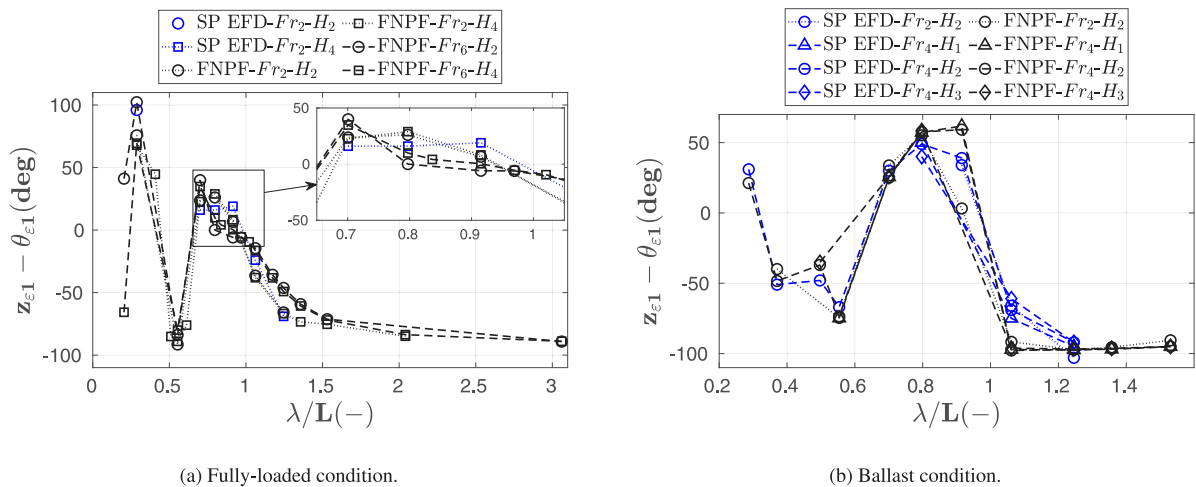 SP EFD-Fr₂-H₂ FNPF-Fr₂-H₄
SP EFD-Fr₂-H₄ FNPF-Fr₆-H₂
FNPF-Fr₂-H₂ FNPF-Fr₆-H₄
z_ε1 − θ_ε1(deg)
100
50
0
-50
-100
50
0
-50
0.7 0.8 0.9 1
0 0.5 1 1.5 2 2.5 3
λ/L(−)
(a) Fully-loaded condition.
SP EFD-Fr₂-H₂ FNPF-Fr₂-H₂
SP EFD-Fr₄-H₁ FNPF-Fr₄-H₁
SP EFD-Fr₄-H₂ FNPF-Fr₄-H₂
SP EFD-Fr₄-H₃ FNPF-Fr₄-H₃
z_ε1 − θ_ε1(deg)
50
0
-50
-100
0.2 0.4 0.6 0.8 1 1.2 1.4
λ/L(−)
(b) Ballast condition.